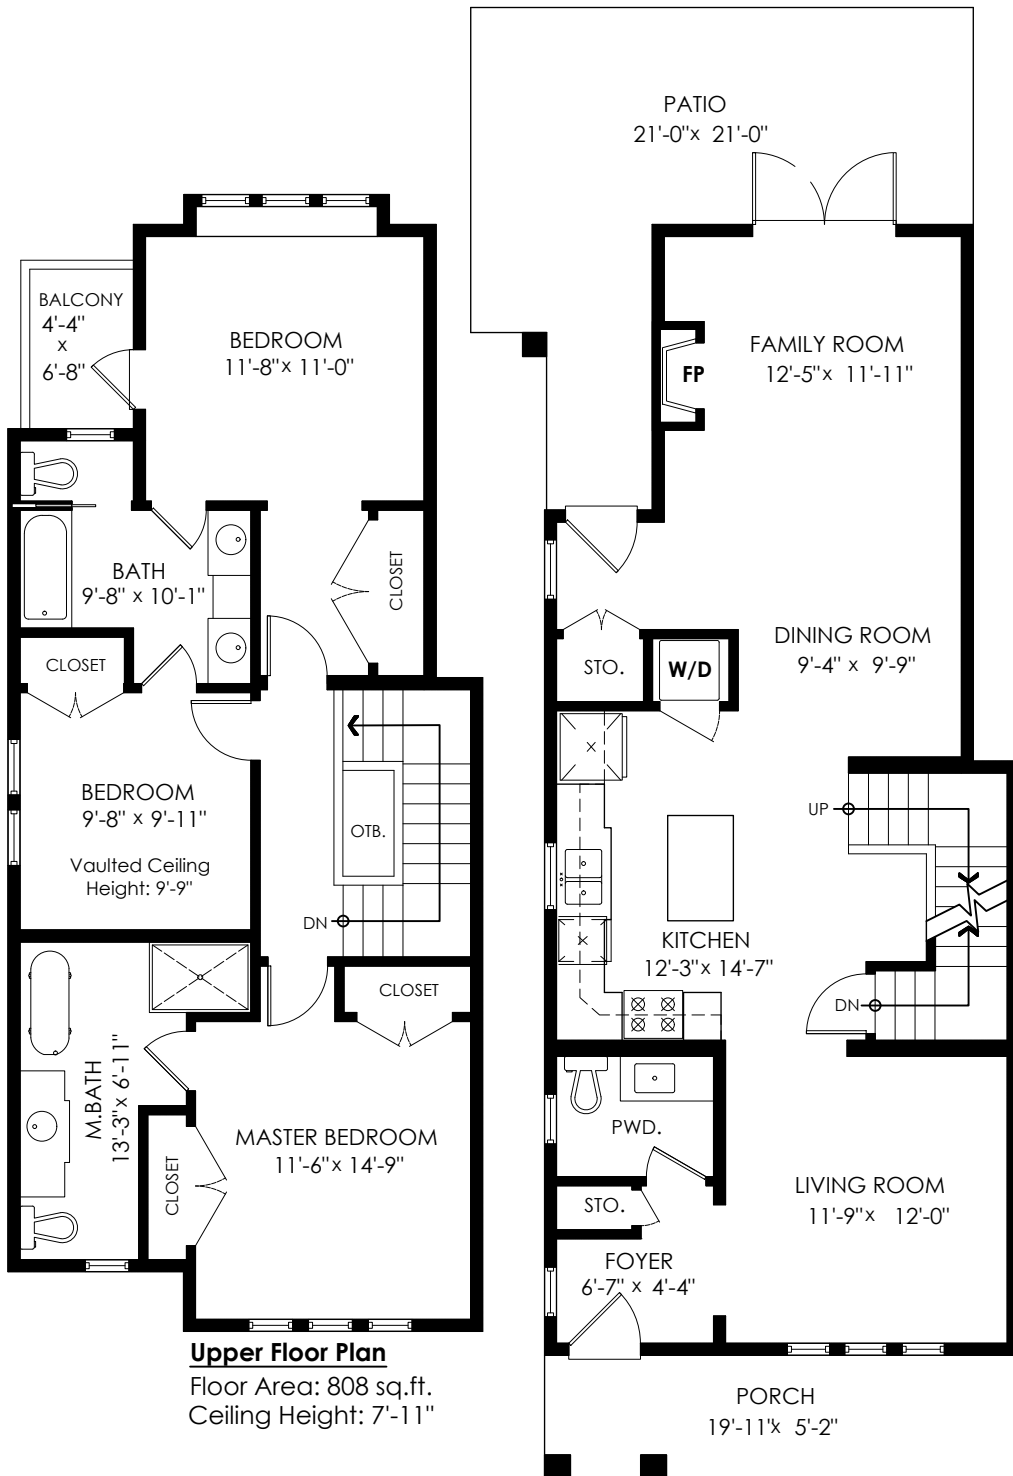 BALCONY
4'-4"
x
6'-8"
BEDROOM
11'-8"x 11'-0"
BATH
9'-8" x 10'-1"
CLOSET
CLOSET
BEDROOM
9'-8" x 9'-11"
Vaulted Ceiling
Height: 9'-9"
OTB.
DN
CLOSET
M.BATH
13'-3"x 6'-11"
CLOSET
MASTER BEDROOM
11'-6"x 14'-9"
Upper Floor Plan
Floor Area: 808 sq.ft.
Ceiling Height: 7'-11"
PATIO
21'-0"x 21'-0"
FAMILY ROOM
12'-5"x 11'-11"
FP
DINING ROOM
9'-4" x 9'-9"
STO.
W/D
UP
KITCHEN
12'-3"x 14'-7"
DN
PWD.
STO.
LIVING ROOM
11'-9"x 12'-0"
FOYER
6'-7" x 4'-4"
PORCH
19'-11"x 5'-2"